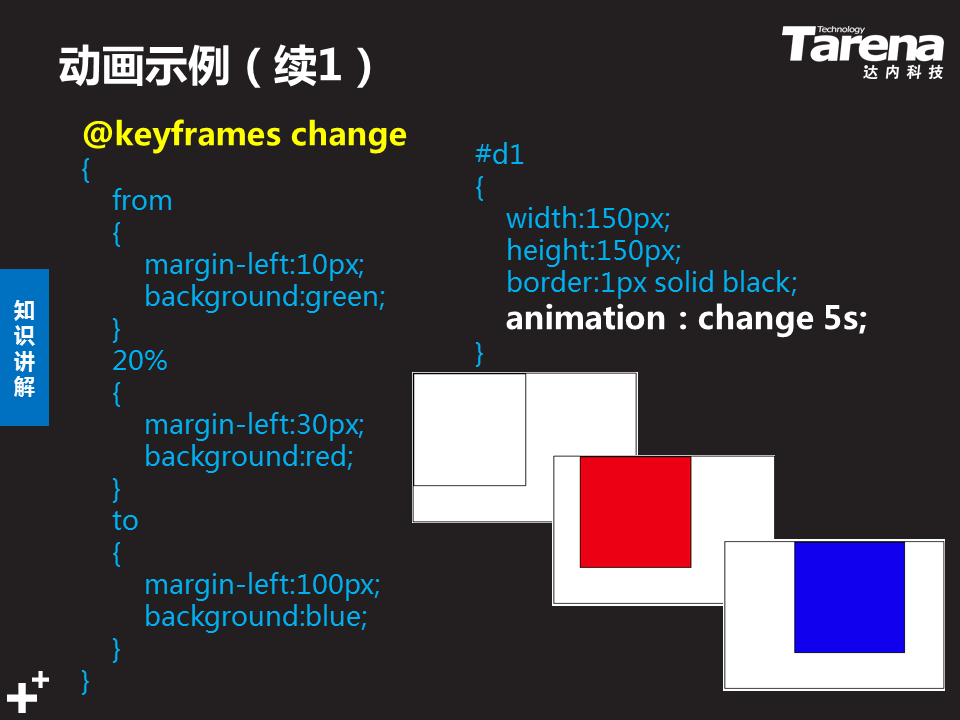 动画示例（续1）
Technology
Tarena
达内科技
@keyframes change
{
from
{
margin-left:10px;
background:green;
}
20%
{
margin-left:30px;
background:red;
}
to
{
margin-left:100px;
background:blue;
}
}
#d1
{
width:150px;
height:150px;
border:1px solid black;
animation：change 5s;
}
知识讲解